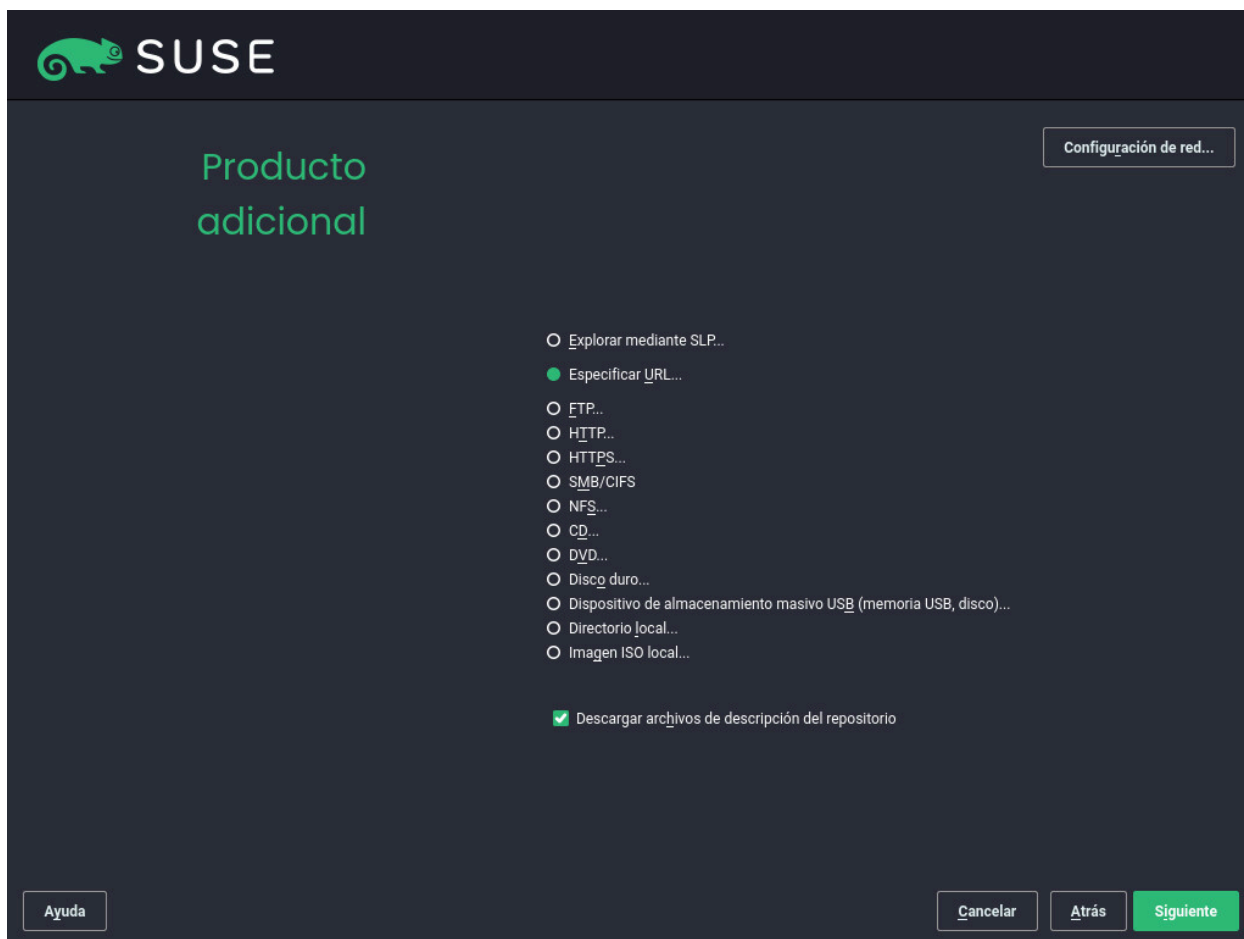 SUSE
Configuración de red...
Producto
adicional
Explorar mediante SLP...
Especificar URL...
FTP...
HTTP...
HTTPS...
SMB/CIFS
NFS...
CD...
DVD...
Disco duro...
Dispositivo de almacenamiento masivo USB (memoria USB, disco)...
Directorio local...
Imagen ISO local...
Descargar archivos de descripción del repositorio
Ayuda
Cancelar
Atrás
Siguiente